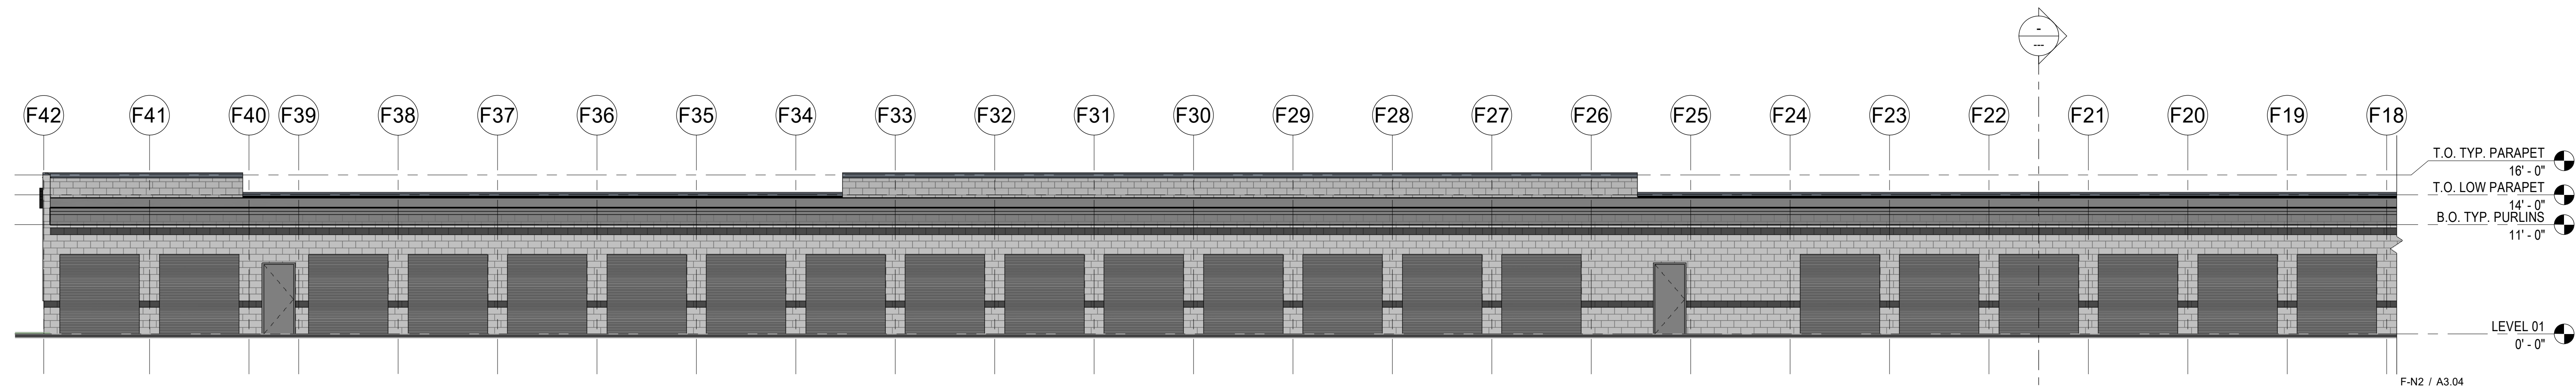 -
---
F42 F41 F40 F39 F38 F37 F36 F35 F34 F33 F32 F31 F30 F29 F28 F27 F26 F25 F24 F23 F22 F21 F20 F19 F18
T.O. TYP. PARAPET
16' - 0"
T.O. LOW PARAPET
14' - 0"
B.O. TYP. PURLINS
11' - 0"
LEVEL 01
0' - 0"
F-N2 / A3.04